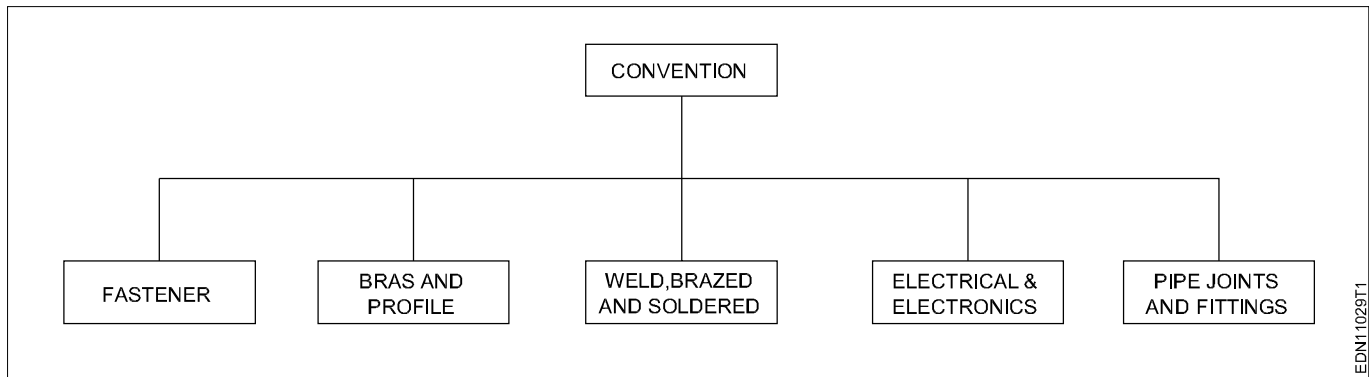 CONVENTION
FASTENER
BRAS AND
PROFILE
WELD,BRAZED
AND SOLDERED
ELECTRICAL &
ELECTRONICS
PIPE JOINTS
AND FITTINGS
EDN11029T1